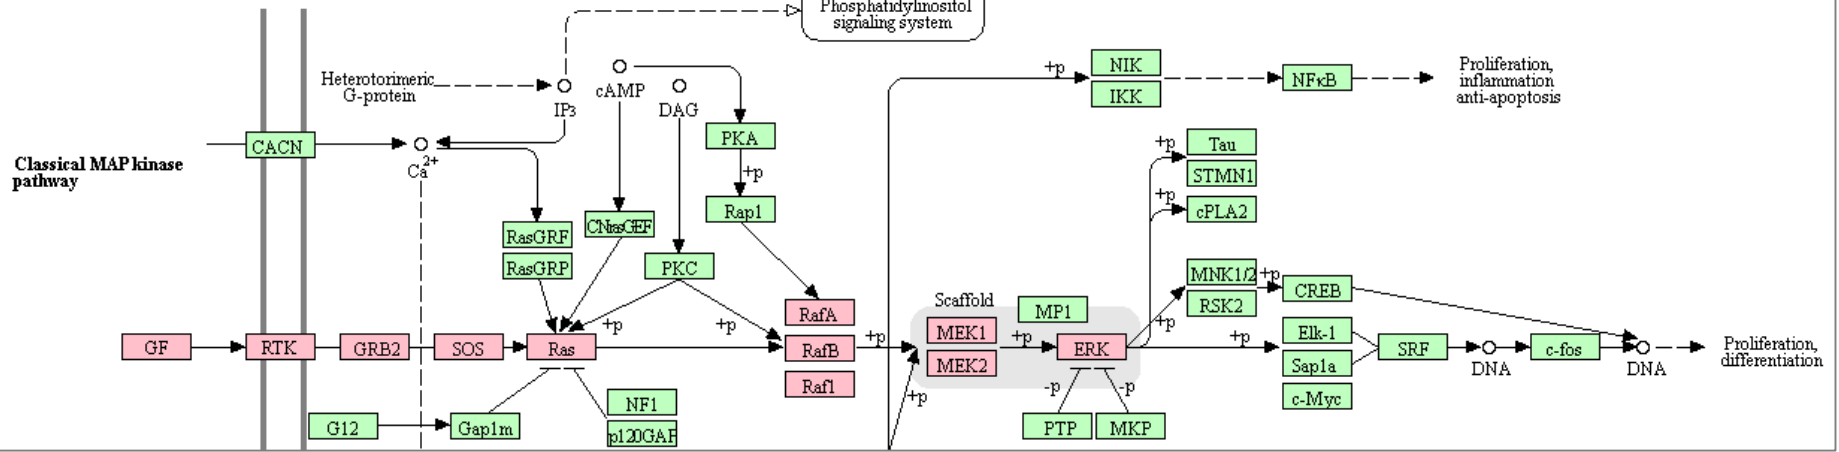 Phosphatidylinositol
signaling system
Heterotorimeric
G-protein
IP3
cAMP
DAG
+p
NIK
IKK
NFκB
Proliferation,
inflammation,
anti-apoptosis
CACN
Ca2+
PKA
+p
Classical MAP kinase
pathway
RasGRF
RasGRP
CNrasGEF
PKC
Rap1
+p
Tau
STMN1
+p
cPLA2
MNK1/2
+p
RSK2
CREB
Scaffold
MP1
+p
GF
RTK
GRB2
SOS
Ras
+p
+p
RafA
RafB
Raf1
+p
MEK1
MEK2
+p
ERK
+p
Elk-1
Sap1a
c-Myc
SRF
DNA
c-fos
DNA
Proliferation,
differentiation
G12
Gap1m
NF1
p120GAP
+p
-p
-p
PTP
MKP